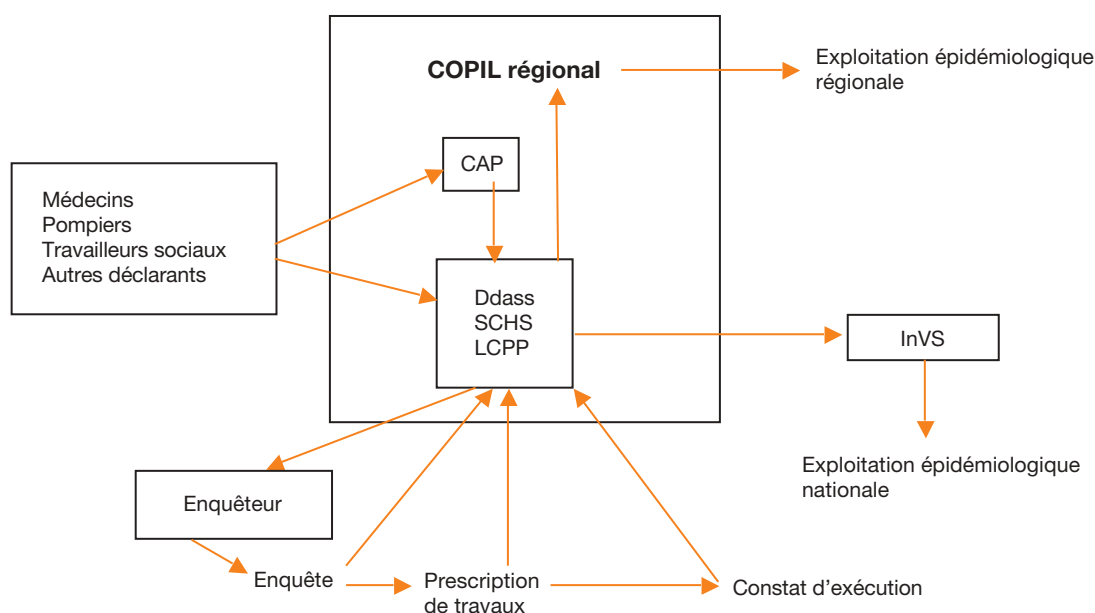 COPIL régional
Exploitation épidémiologique
régionale
CAP
Médecins
Pompiers
Travailleurs sociaux
Autres déclarants
Ddass
SCHS
LCPP
InVS
Exploitation épidémiologique
nationale
Enquêteur
Enquête
Prescription
de travaux
Constat d'exécution